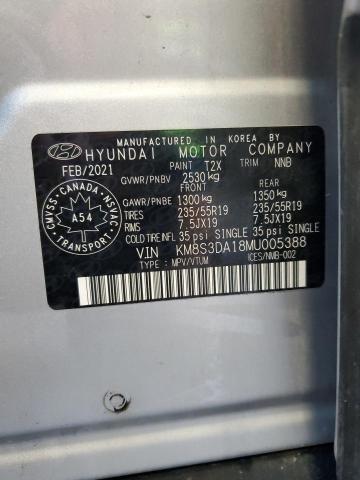 MANUFACTURED IN KOREA BY
HYUNDAI MOTOR COMPANY
FEB/2021 PAINT T2X TRIM NNB
GVWR/PNBV 2530 kg
FRONT REAR
GAWR/PNBE 1300 kg 1350 kg
TIRES 235/55R19 235/55R19
RIMS 7.5JX19 7.5JX19
COLD TIRE INFL 35 psi SINGLE 35 psi SINGLE
CMVSS - CANADA - NSVAC
A54
TRANSPORT
VIN KM8S3DA18MU005388
TYPE : MPV/VTUM ICES/NMB-002